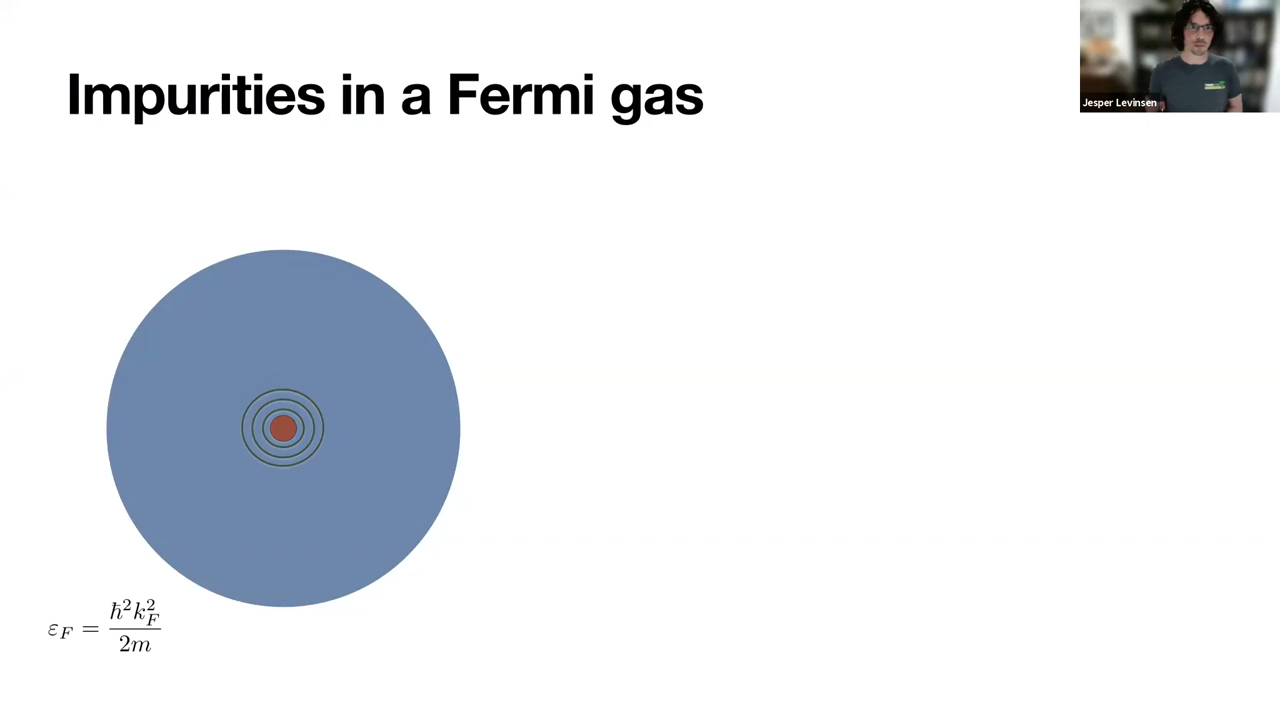 Impurities in a Fermi gas
Jesper Levinsen
ε_F = ħ²k_F² / 2m